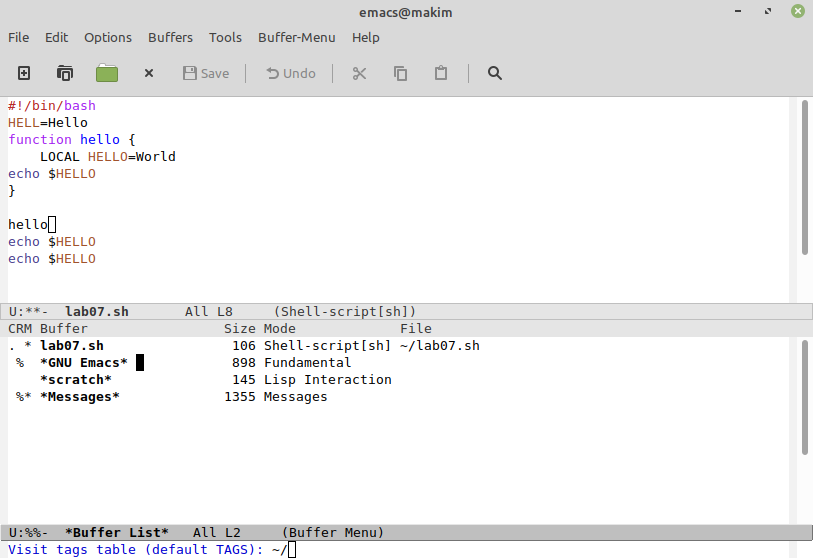 emacs@makim
File Edit Options Buffers Tools Buffer-Menu Help
Save Undo
#!/bin/bash
HELL=Hello
function hello {
    LOCAL HELLO=World
echo $HELLO
}
hello
echo $HELLO
echo $HELLO
U:**-  lab07.sh       All L8     (Shell-script[sh])
CRM Buffer                 Size Mode             File
. * lab07.sh                106 Shell-script[sh] ~/lab07.sh
 %  *GNU Emacs*             898 Fundamental
    *scratch*               145 Lisp Interaction
 %* *Messages*             1355 Messages
U:%%-  *Buffer List*   All L2     (Buffer Menu)
Visit tags table (default TAGS): ~/